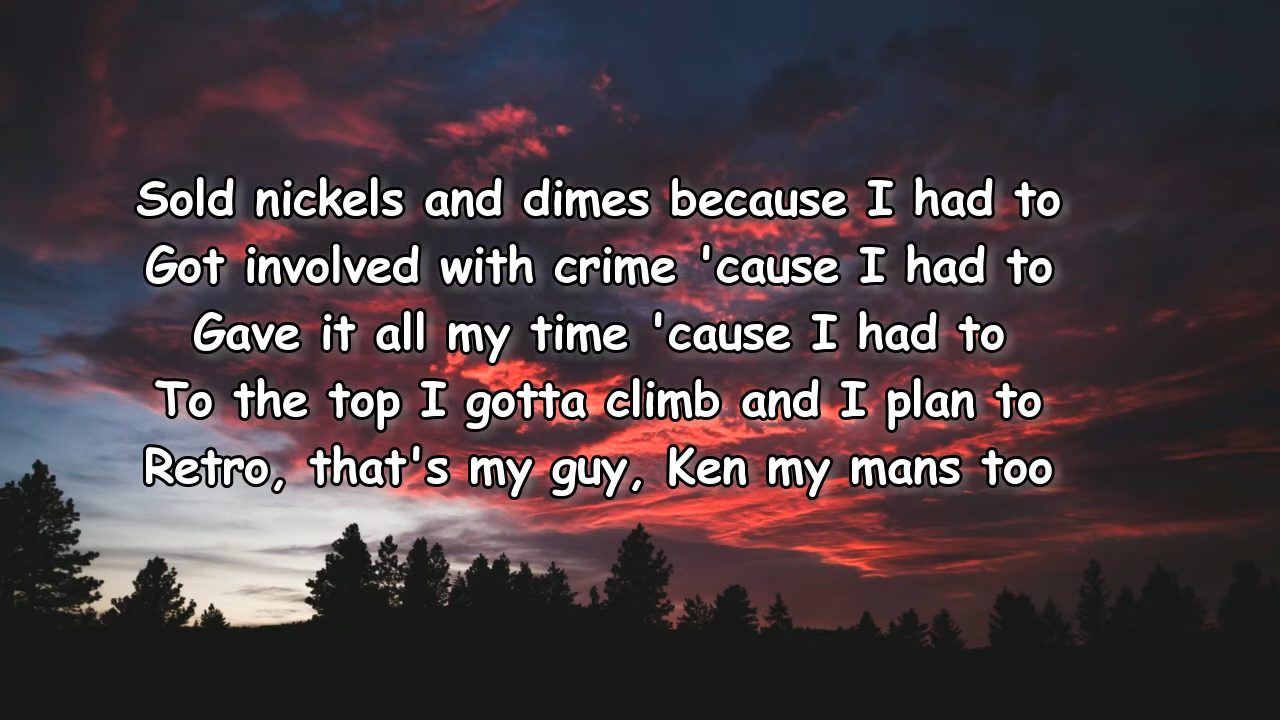 Sold nickels and dimes because I had to
Got involved with crime 'cause I had to
Gave it all my time 'cause I had to
To the top I gotta climb and I plan to
Retro, that's my guy, Ken my mans too